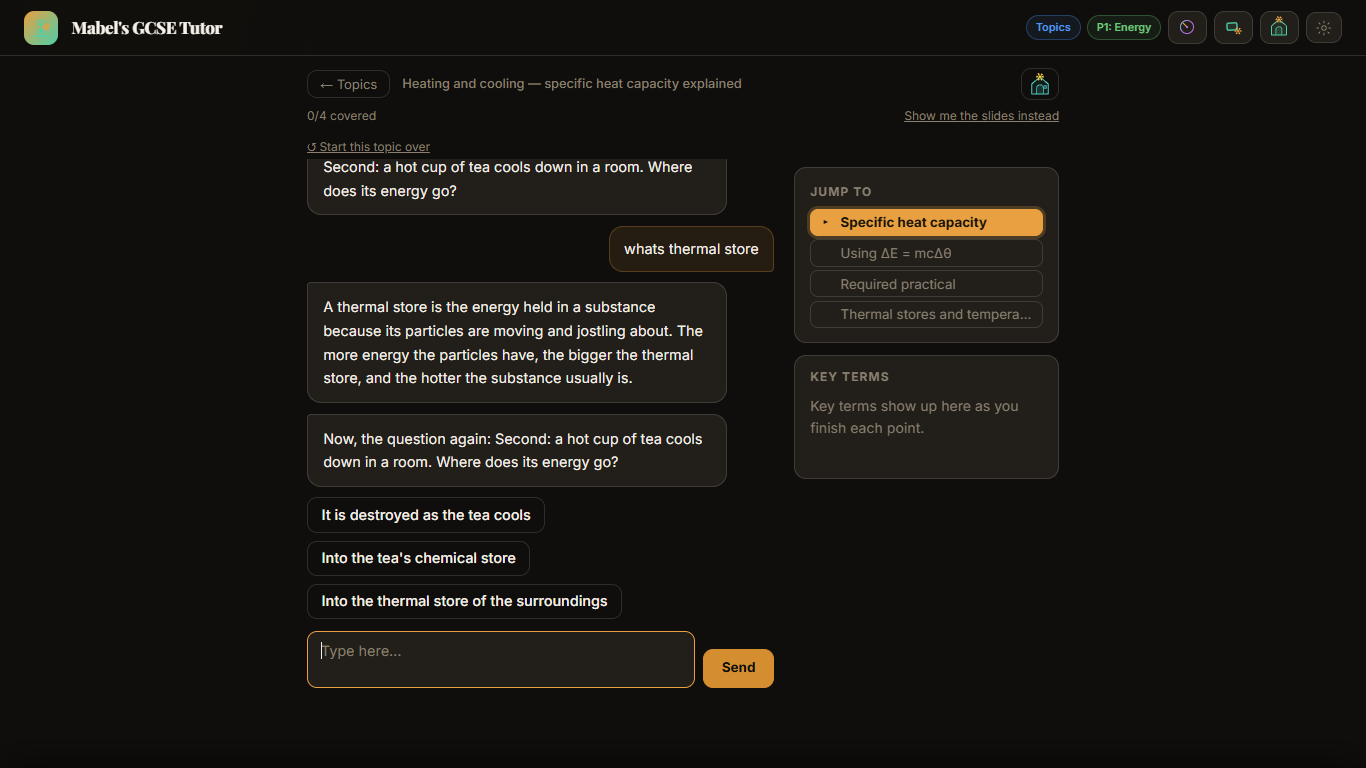 Mabel's GCSE Tutor
Topics
P1: Energy
← Topics
Heating and cooling — specific heat capacity explained
0/4 covered
Show me the slides instead
↺ Start this topic over
Second: a hot cup of tea cools down in a room. Where
does its energy go?
whats thermal store
A thermal store is the energy held in a substance
because its particles are moving and jostling about. The
more energy the particles have, the bigger the thermal
store, and the hotter the substance usually is.
Now, the question again: Second: a hot cup of tea cools
down in a room. Where does its energy go?
It is destroyed as the tea cools
Into the tea's chemical store
Into the thermal store of the surroundings
Type here...
Send
JUMP TO
‣ Specific heat capacity
Using ΔE = mcΔθ
Required practical
Thermal stores and tempera...
KEY TERMS
Key terms show up here as you
finish each point.